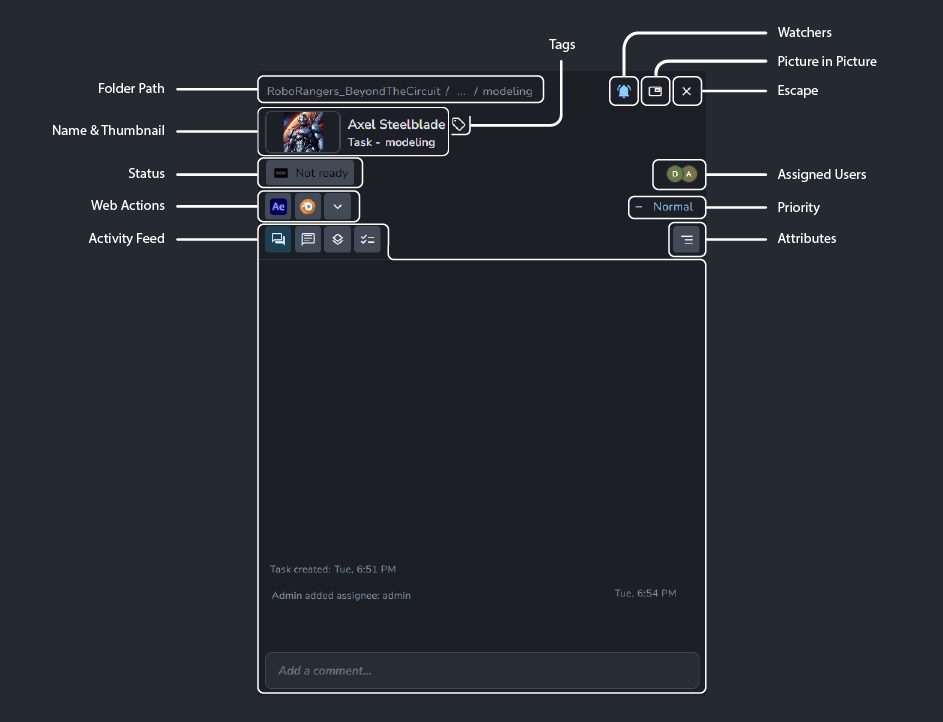 Watchers
Tags
Picture in Picture
Folder Path
RoboRangers_BeyondTheCircuit / ... / modeling
Escape
Name & Thumbnail
Axel Steelblade
Task - modeling
Status
Not ready
D A
Assigned Users
Web Actions
Ae
Normal
Priority
Activity Feed
Attributes
Task created: Tue, 6:51 PM
Admin added assignee: admin
Tue, 6:54 PM
Add a comment...